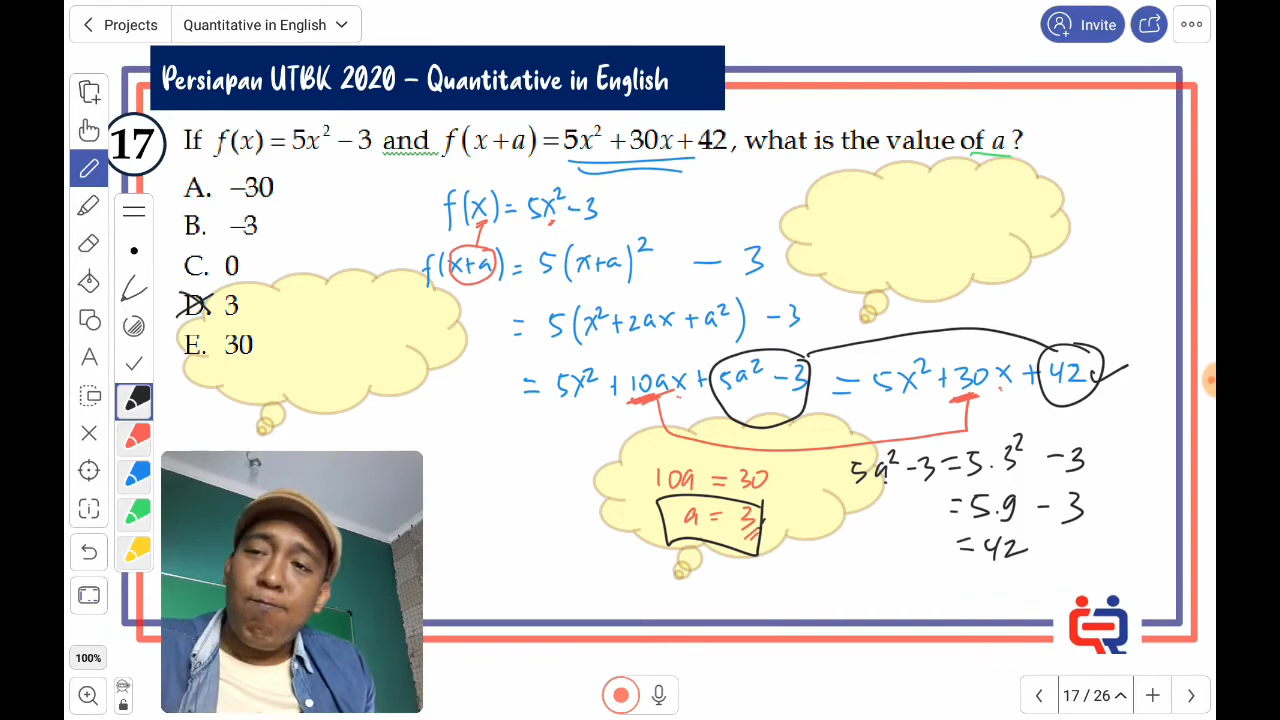 Projects
Quantitative in English
Invite
Persiapan UTBK 2020 – Quantitative in English
17 If f(x) = 5x² – 3 and f(x+a) = 5x² + 30x + 42, what is the value of a ?
A. –30
B. –3
C. 0
D. 3
E. 30
f(x) = 5x² – 3
f(x+a) = 5(x+a)² – 3
= 5(x² + 2ax + a²) – 3
= 5x² + 10ax + 5a² – 3 = 5x² + 30x + 42
10a = 30
a = 3
5a² – 3 = 5.3² – 3
= 5.9 – 3
= 42
100%
17 / 26